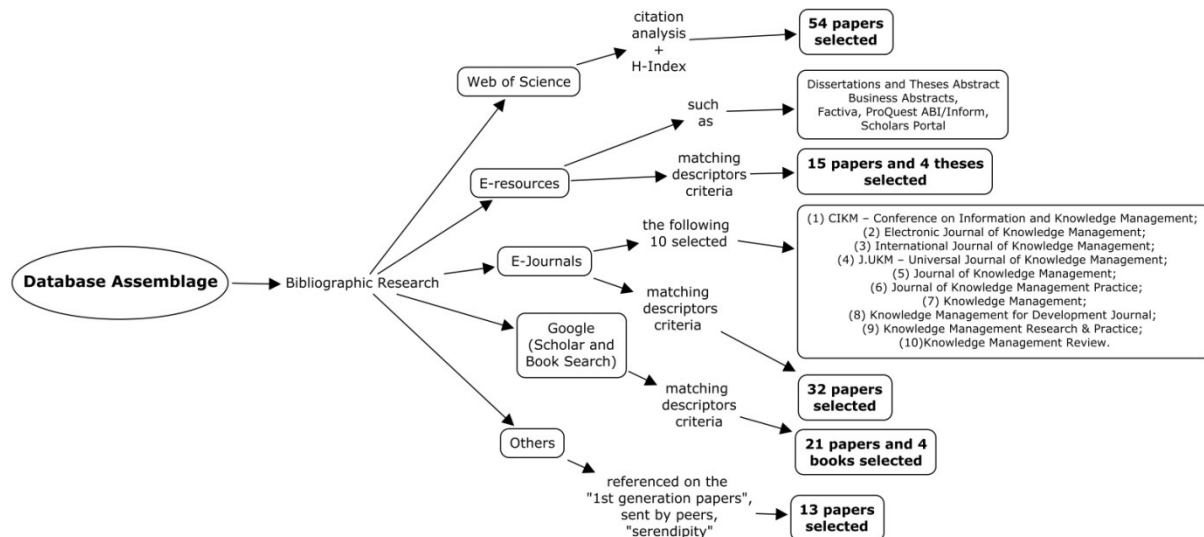 Database Assemblage
Bibliographic Research
Web of Science
citation
analysis
+
H-Index
54 papers
selected
E-resources
such
as
Dissertations and Theses Abstract
Business Abstracts,
Factiva, ProQuest ABI/Inform,
Scholars Portal
matching
descriptors
criteria
15 papers and 4 theses
selected
E-Journals
the following
10 selected
(1) CIKM – Conference on Information and Knowledge Management;
(2) Electronic Journal of Knowledge Management;
(3) International Journal of Knowledge Management;
(4) J.UKM – Universal Journal of Knowledge Management;
(5) Journal of Knowledge Management;
(6) Journal of Knowledge Management Practice;
(7) Knowledge Management;
(8) Knowledge Management for Development Journal;
(9) Knowledge Management Research & Practice;
(10)Knowledge Management Review.
matching
descriptors
criteria
32 papers
selected
Google
(Scholar and
Book Search)
matching
descriptors
criteria
21 papers and 4
books selected
Others
referenced on the
"1st generation papers",
sent by peers,
"serendipity"
13 papers
selected